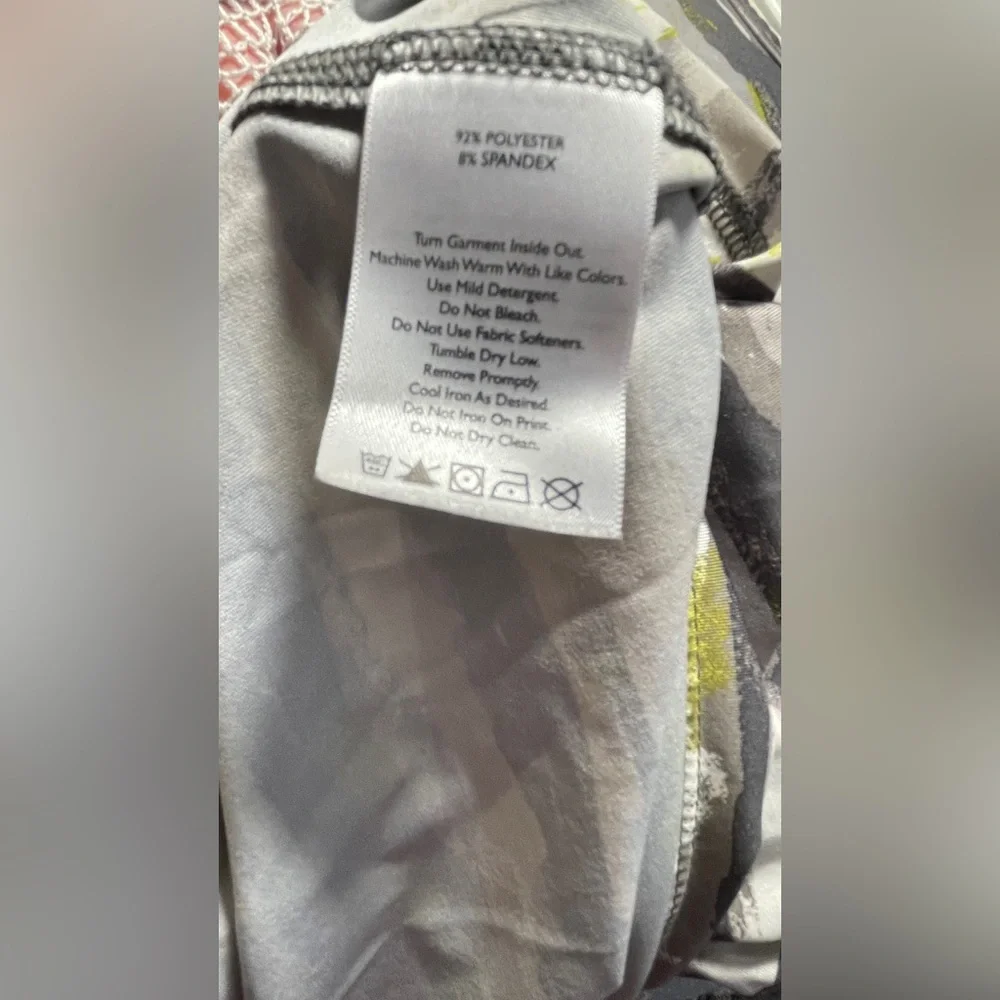 92% POLYESTER
8% SPANDEX
Turn Garment Inside Out.
Machine Wash Warm With Like Colors.
Use Mild Detergent.
Do Not Bleach.
Do Not Use Fabric Softeners.
Tumble Dry Low.
Remove Promptly.
Cool Iron As Desired.
Do Not Iron On Print.
Do Not Dry Clean.